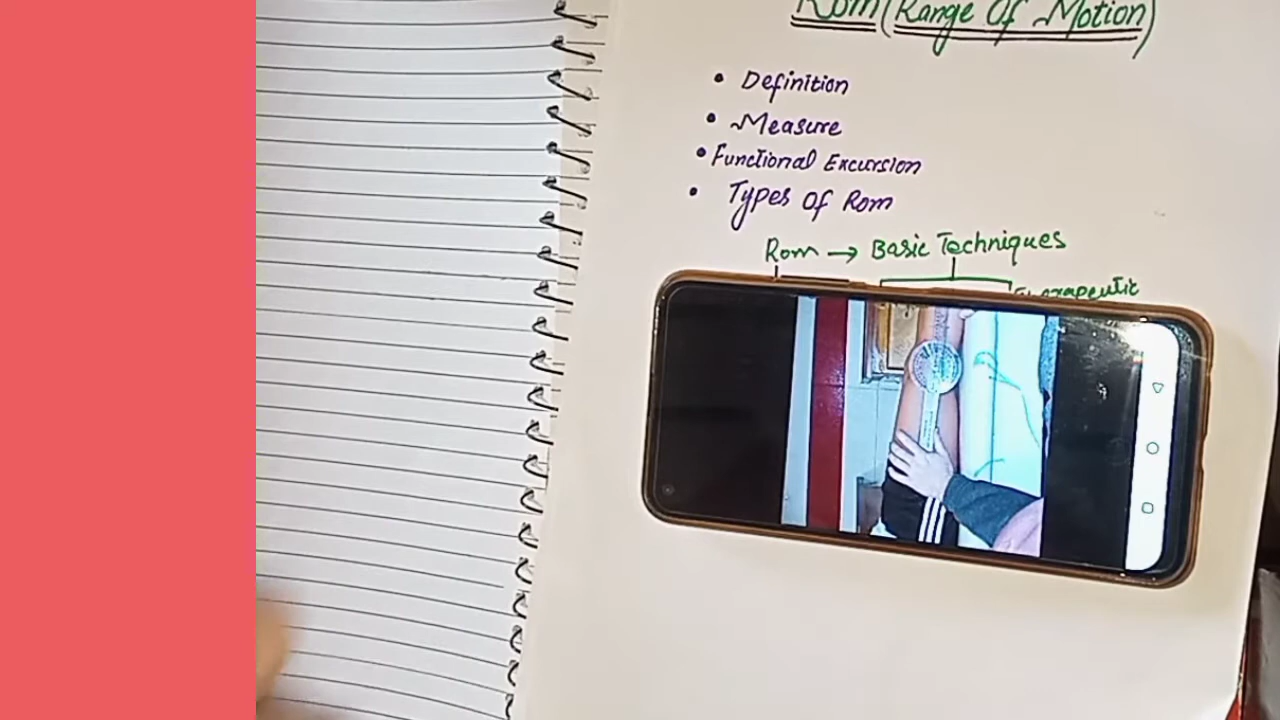 Rom (Range Of Motion)
• Definition
• Measure
• Functional Excursion
• Types Of Rom
Rom → Basic Techniques